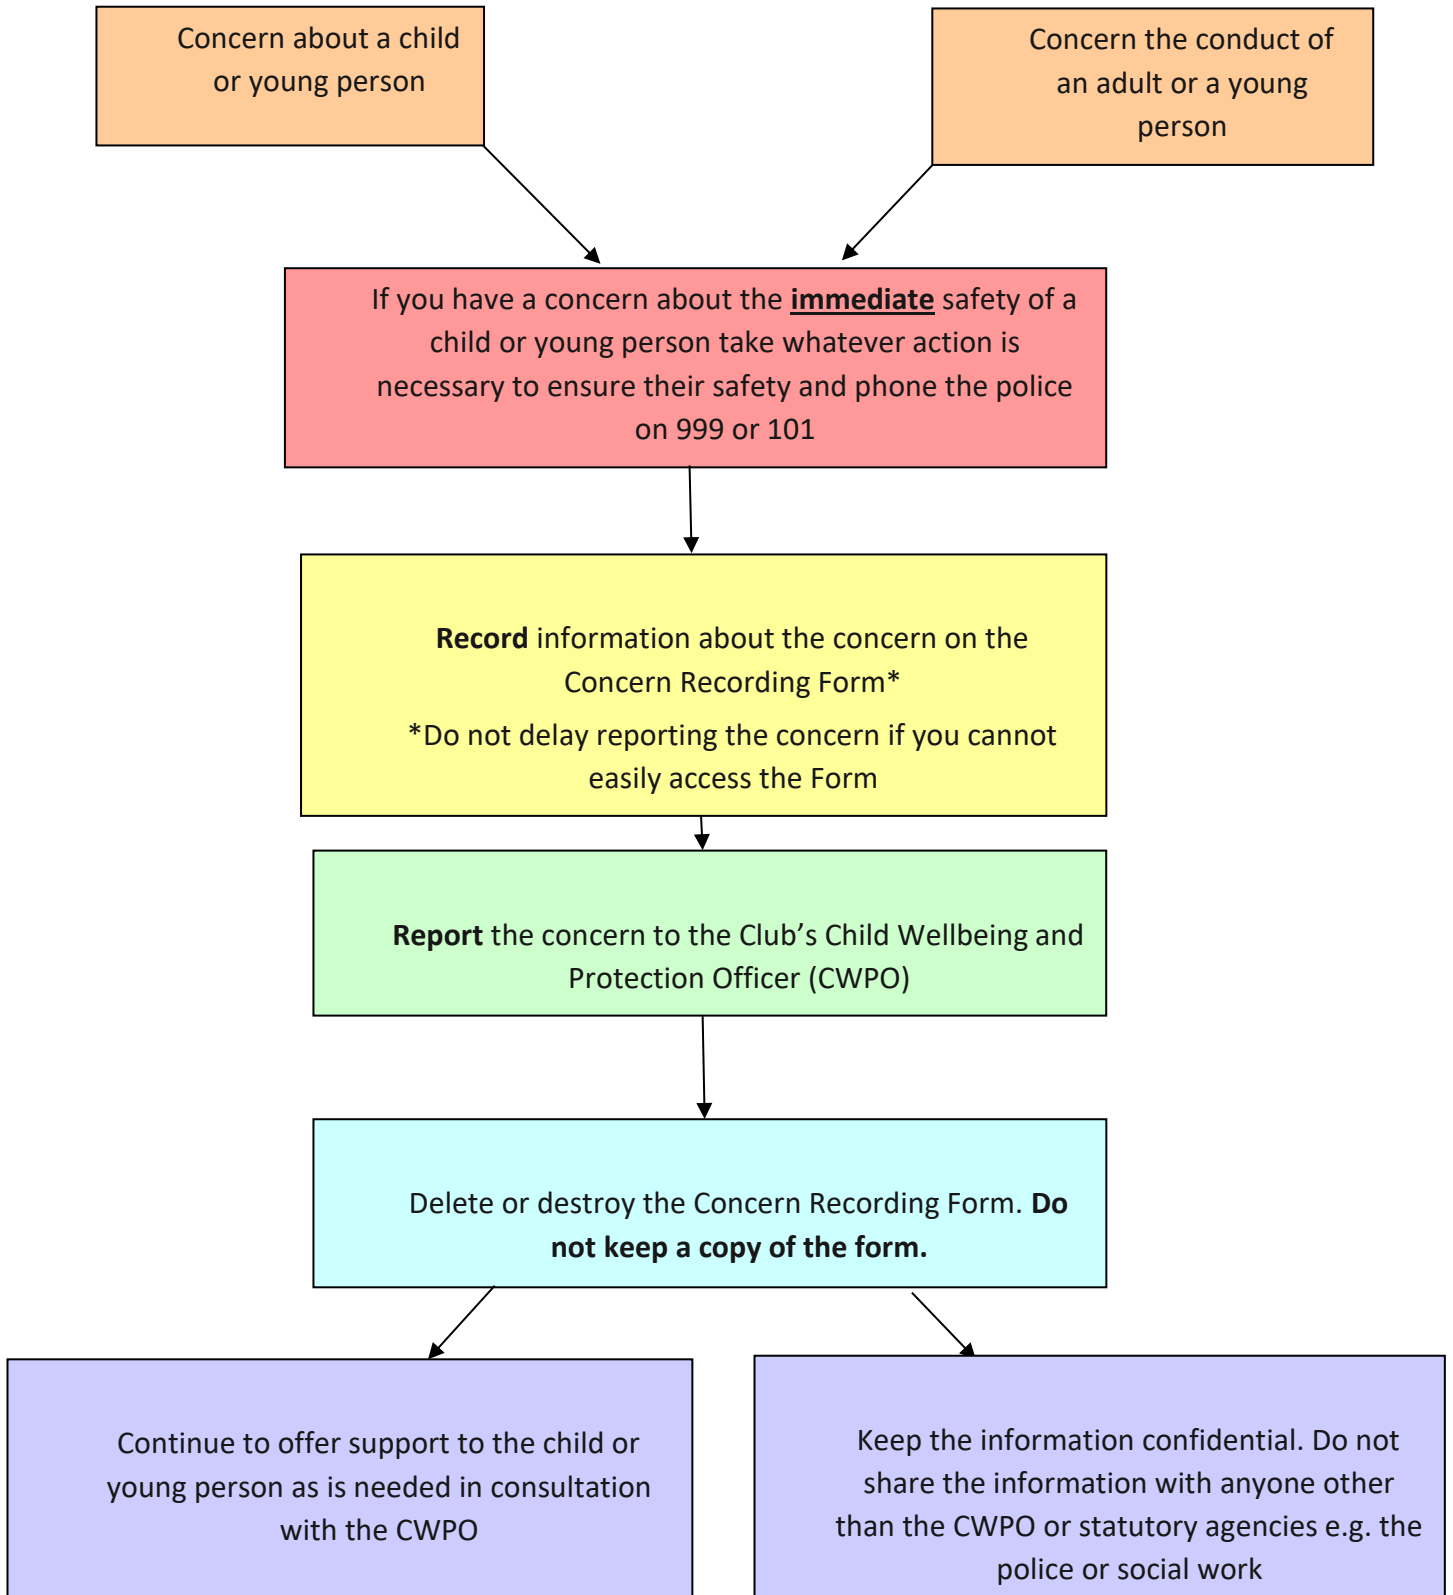 Concern about a child
or young person
Concern the conduct of
an adult or a young
person
If you have a concern about the immediate safety of a
child or young person take whatever action is
necessary to ensure their safety and phone the police
on 999 or 101
Record information about the concern on the
Concern Recording Form*
*Do not delay reporting the concern if you cannot
easily access the Form
Report the concern to the Club’s Child Wellbeing and
Protection Officer (CWPO)
Delete or destroy the Concern Recording Form. Do
not keep a copy of the form.
Continue to offer support to the child or
young person as is needed in consultation
with the CWPO
Keep the information confidential. Do not
share the information with anyone other
than the CWPO or statutory agencies e.g. the
police or social work